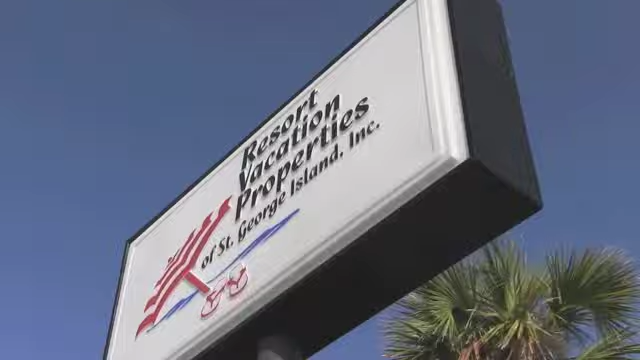 Resort
Vacation
Properties
of St. George Island, Inc.